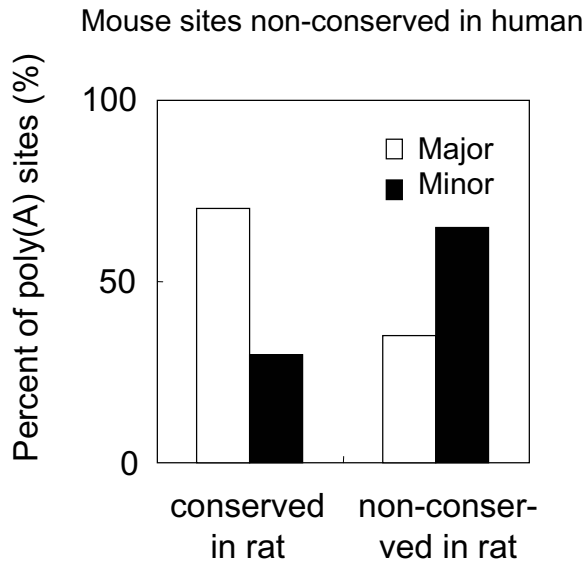 Mouse sites non-conserved in human
Percent of poly(A) sites (%)
100
50
0
Major
Minor
conserved
in rat
non-conser-
ved in rat